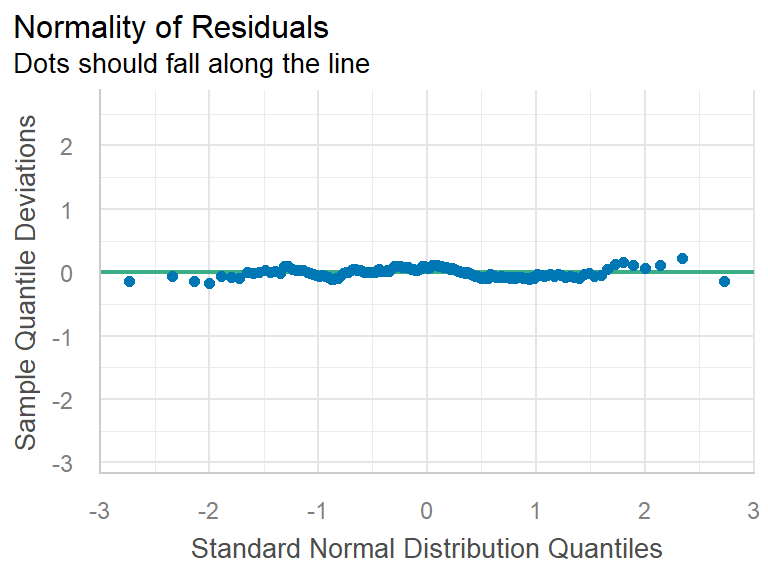 Normality of Residuals
Dots should fall along the line
Sample Quantile Deviations
2
1
0
-1
-2
-3
-3 -2 -1 0 1 2 3
Standard Normal Distribution Quantiles